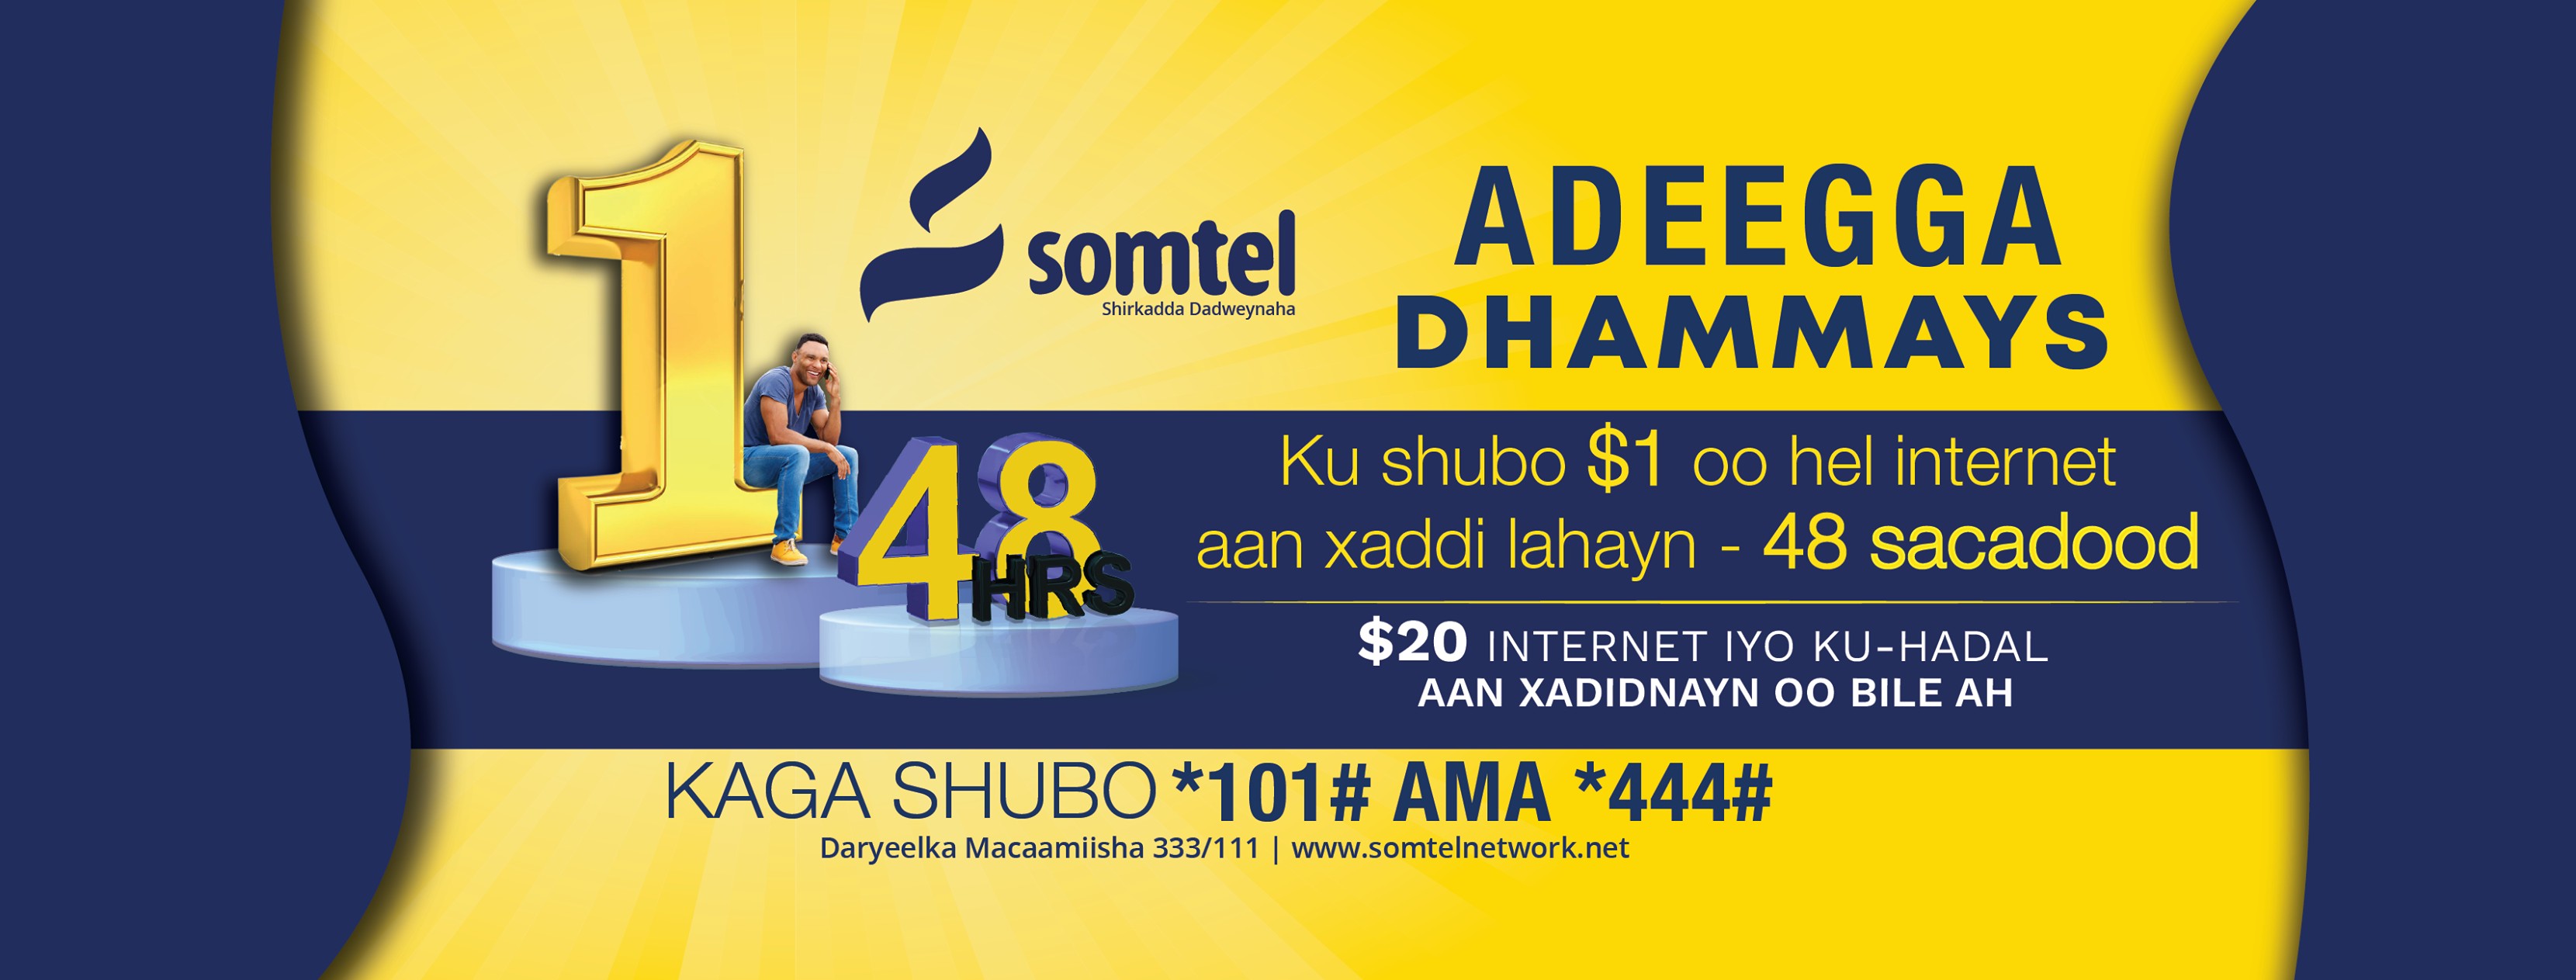 1
somtel
Shirkadda Dadweynaha
48
HRS
ADEEGGA
DHAMMAYS
Ku shubo $1 oo hel internet
aan xaddi lahayn - 48 sacadood
$20 INTERNET IYO KU-HADAL
AAN XADIDNAYN OO BILE AH
KAGA SHUBO *101# AMA *444#
Daryeelka Macaamiisha 333/111 | www.somtelnetwork.net